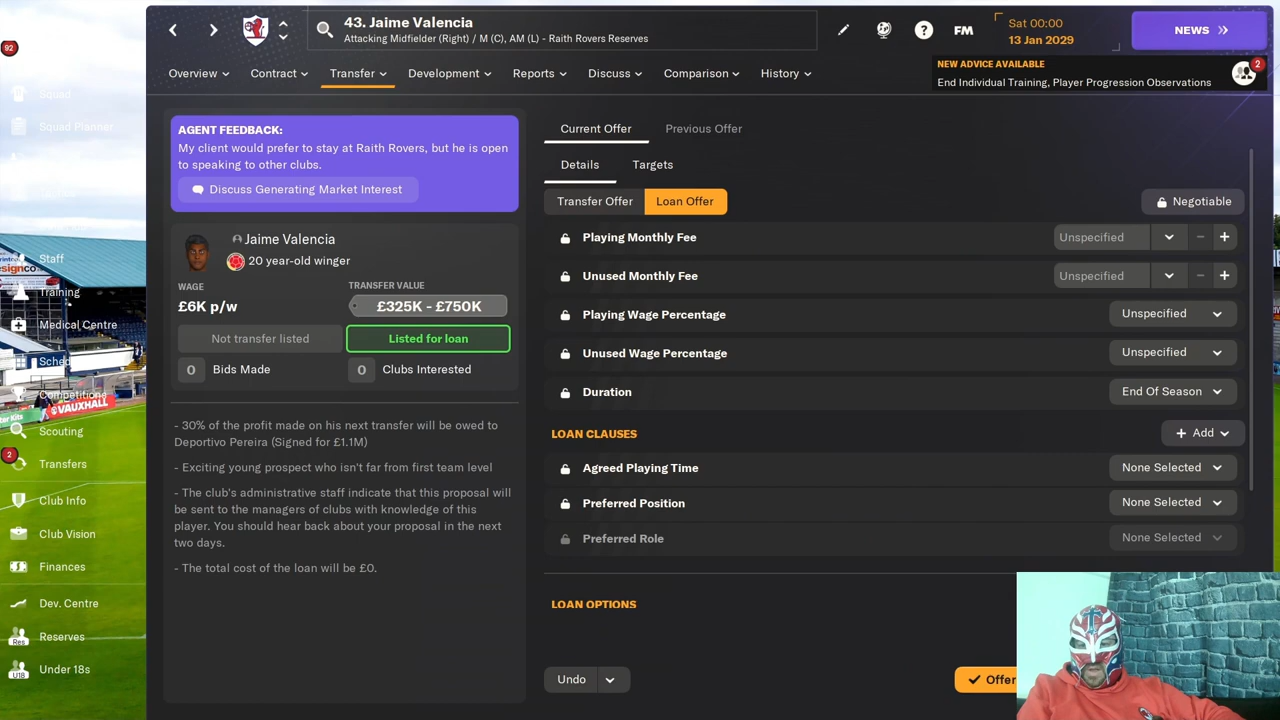 43. Jaime Valencia
Attacking Midfielder (Right) / M (C), AM (L) - Raith Rovers Reserves
FM
Sat 00:00
13 Jan 2029
NEWS
Overview
Contract
Transfer
Development
Reports
Discuss
Comparison
History
NEW ADVICE AVAILABLE
End Individual Training, Player Progression Observations
2
92
Squad
Squad Planner
Staff
Training
Medical Centre
Sched
Competitions
VAUXHALL
Scouting
2
Transfers
Club Info
Club Vision
Finances
Dev. Centre
Res
Reserves
U18
Under 18s
AGENT FEEDBACK:
My client would prefer to stay at Raith Rovers, but he is open
to speaking to other clubs.
Discuss Generating Market Interest
Jaime Valencia
20 year-old winger
WAGE
£6K p/w
TRANSFER VALUE
£325K - £750K
Not transfer listed
Listed for loan
0 Bids Made
0 Clubs Interested
- 30% of the profit made on his next transfer will be owed to
Deportivo Pereira (Signed for £1.1M)
- Exciting young prospect who isn't far from first team level
- The club's administrative staff indicate that this proposal will
be sent to the managers of clubs with knowledge of this
player. You should hear back about your proposal in the next
two days.
- The total cost of the loan will be £0.
Current Offer
Previous Offer
Details
Targets
Transfer Offer
Loan Offer
Negotiable
Playing Monthly Fee
Unspecified
Unused Monthly Fee
Unspecified
Playing Wage Percentage
Unspecified
Unused Wage Percentage
Unspecified
Duration
End Of Season
LOAN CLAUSES
Add
Agreed Playing Time
None Selected
Preferred Position
None Selected
Preferred Role
None Selected
LOAN OPTIONS
Undo
Offer